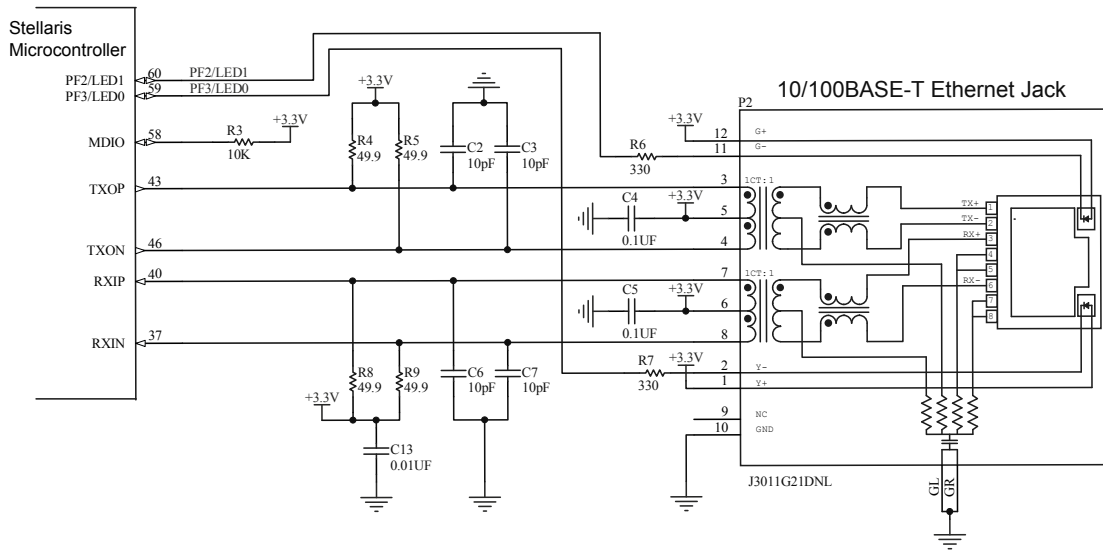 Stellaris
Microcontroller
10/100BASE-T Ethernet Jack
PF2/LED1 60 PF2/LED1
PF3/LED0 59 PF3/LED0
MDIO 58
R3
10K
+3.3V
TXOP 43
TXON 46
RXIP 40
RXIN 37
+3.3V
R4
49.9
R5
49.9
C2
10pF
C3
10pF
R6
330
+3.3V
C4
0.1UF
+3.3V
C5
0.1UF
+3.3V
R7
330
+3.3V
R8
49.9
R9
49.9
+3.3V
C13
0.01UF
C6
10pF
C7
10pF
P2
12 G+
11 G-
3 1CT:1
5
4
7 1CT:1
6
8
2 Y-
1 Y+
9 NC
10 GND
TX+ 1
TX- 2
RX+ 3
4
5
RX- 6
7
8
J3011G21DNL
GL
GR